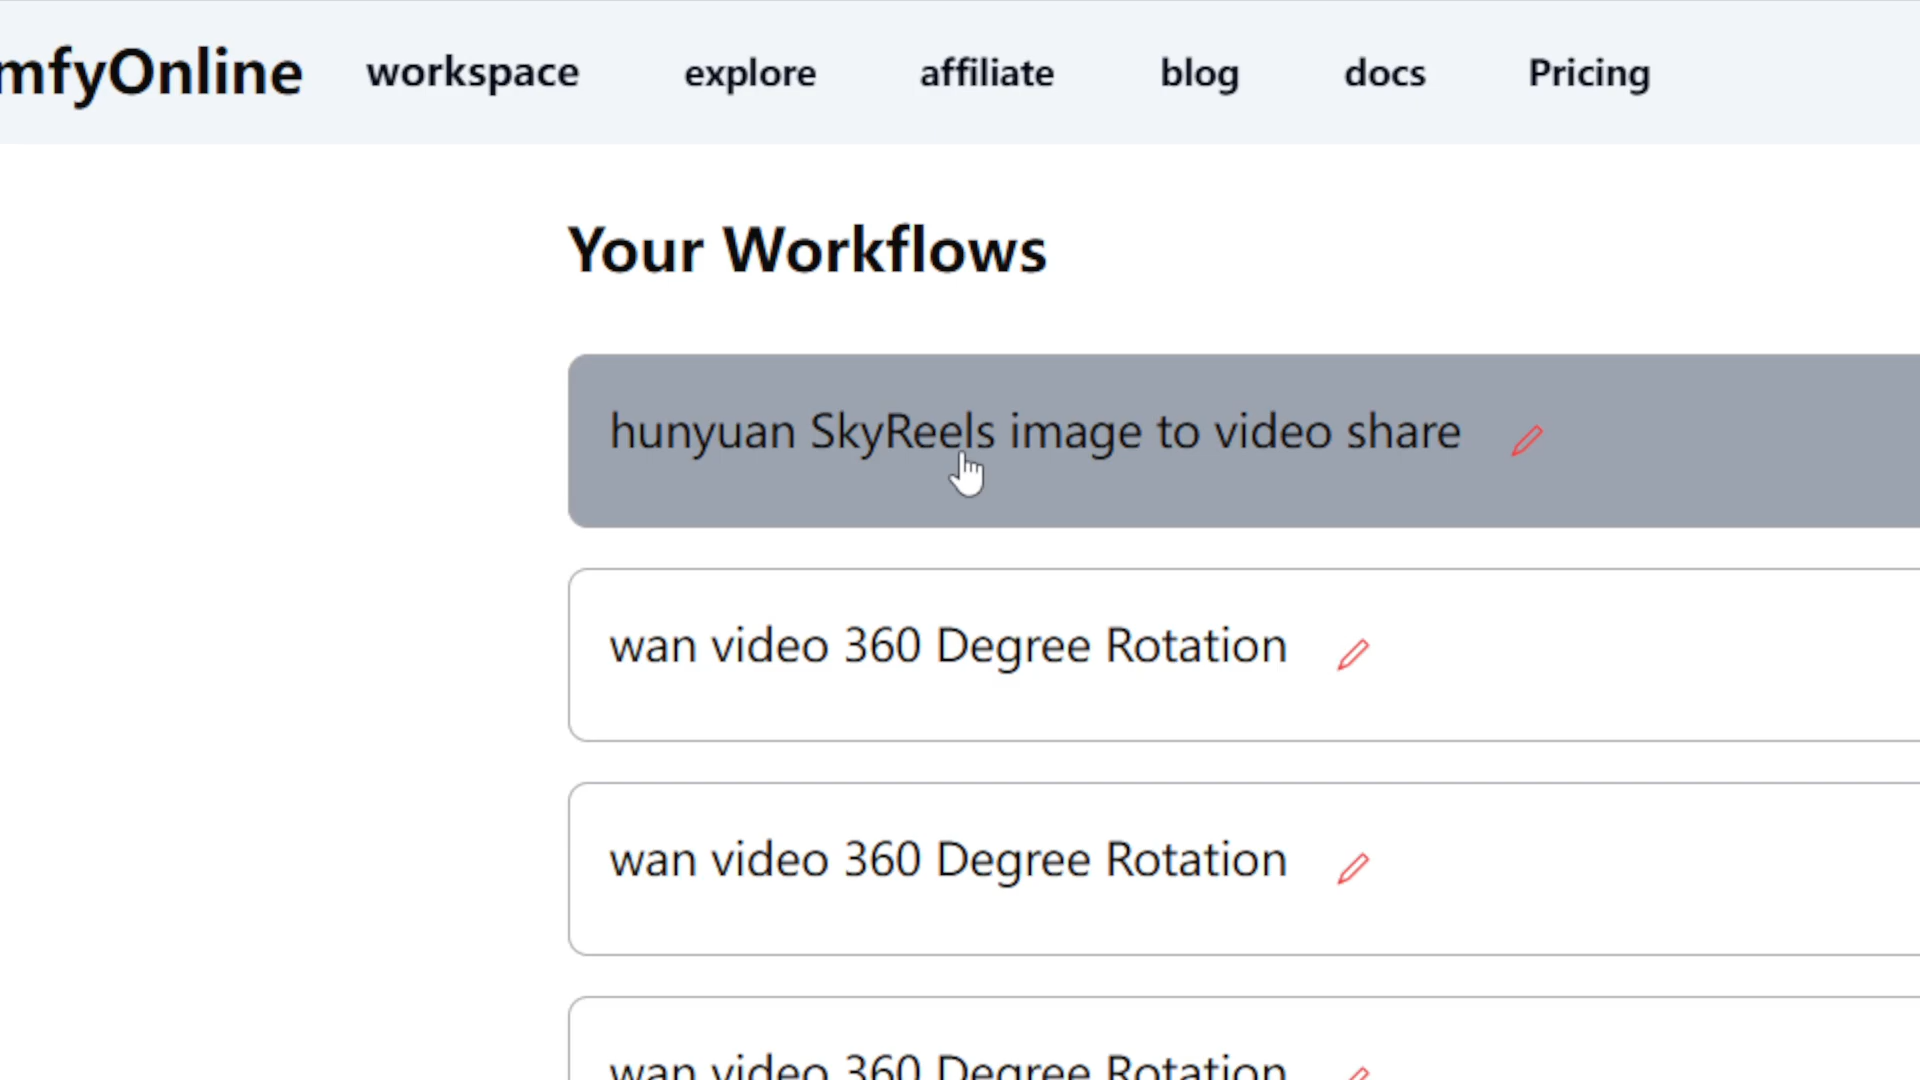 mfyOnline workspace explore affiliate blog docs Pricing
Your Workflows
hunyuan SkyReels image to video share
wan video 360 Degree Rotation
wan video 360 Degree Rotation
wan video 360 Degree Rotation